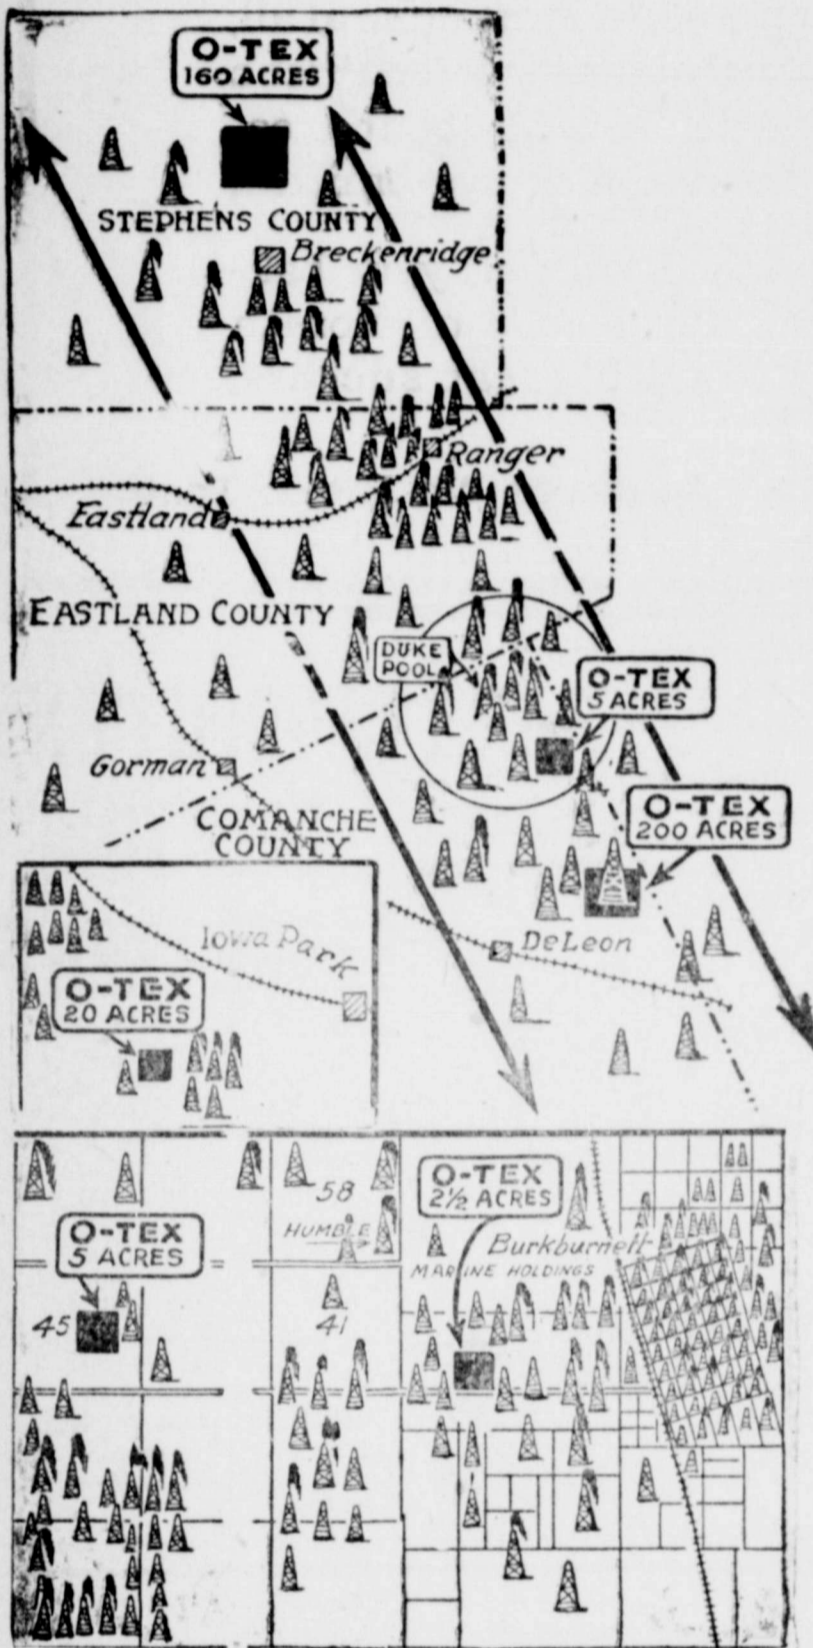 O-TEX
160 ACRES
STEPHENS COUNTY
Breckenridge
Ranger
Eastland
EASTLAND COUNTY
DUKE
POOL
O-TEX
5 ACRES
Gorman
O-TEX
200 ACRES
COMANCHE
COUNTY
Iowa Park
DeLeon
O-TEX
20 ACRES
O-TEX
2½ ACRES
58
O-TEX
5 ACRES
HUMBLE
Burkburnett
MARINE HOLDINGS
45
41